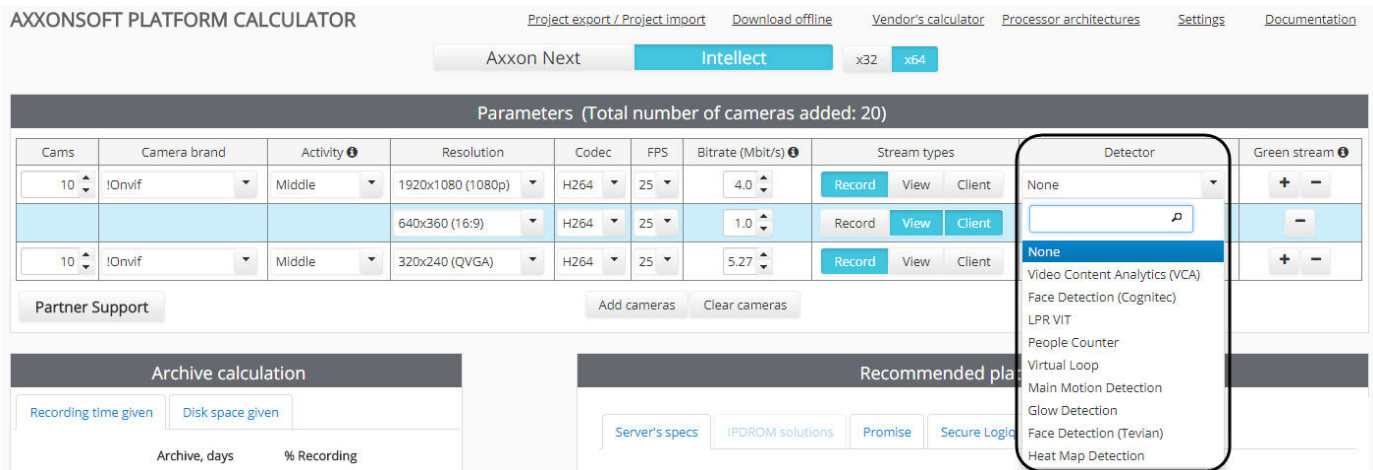 AXXONSOFT PLATFORM CALCULATOR Project export / Project import Download offline Vendor's calculator Processor architectures Settings Documentation
Axxon Next Intellect x32 x64
Parameters (Total number of cameras added: 20)
Cams Camera brand Activity Resolution Codec FPS Bitrate (Mbit/s) Stream types Detector Green stream
10 !Onvif Middle 1920x1080 (1080p) H264 25 4.0 Record View Client None + −
640x360 (16:9) H264 25 1.0 Record View Client −
10 !Onvif Middle 320x240 (QVGA) H264 25 5.27 Record View Client + −
None
Video Content Analytics (VCA)
Face Detection (Cognitec)
LPR VIT
People Counter
Virtual Loop
Main Motion Detection
Glow Detection
Face Detection (Tevian)
Heat Map Detection
Partner Support Add cameras Clear cameras
Archive calculation
Recording time given Disk space given
Archive, days % Recording
Recommended pla
Server's specs IPDROM solutions Promise Secure Logiq